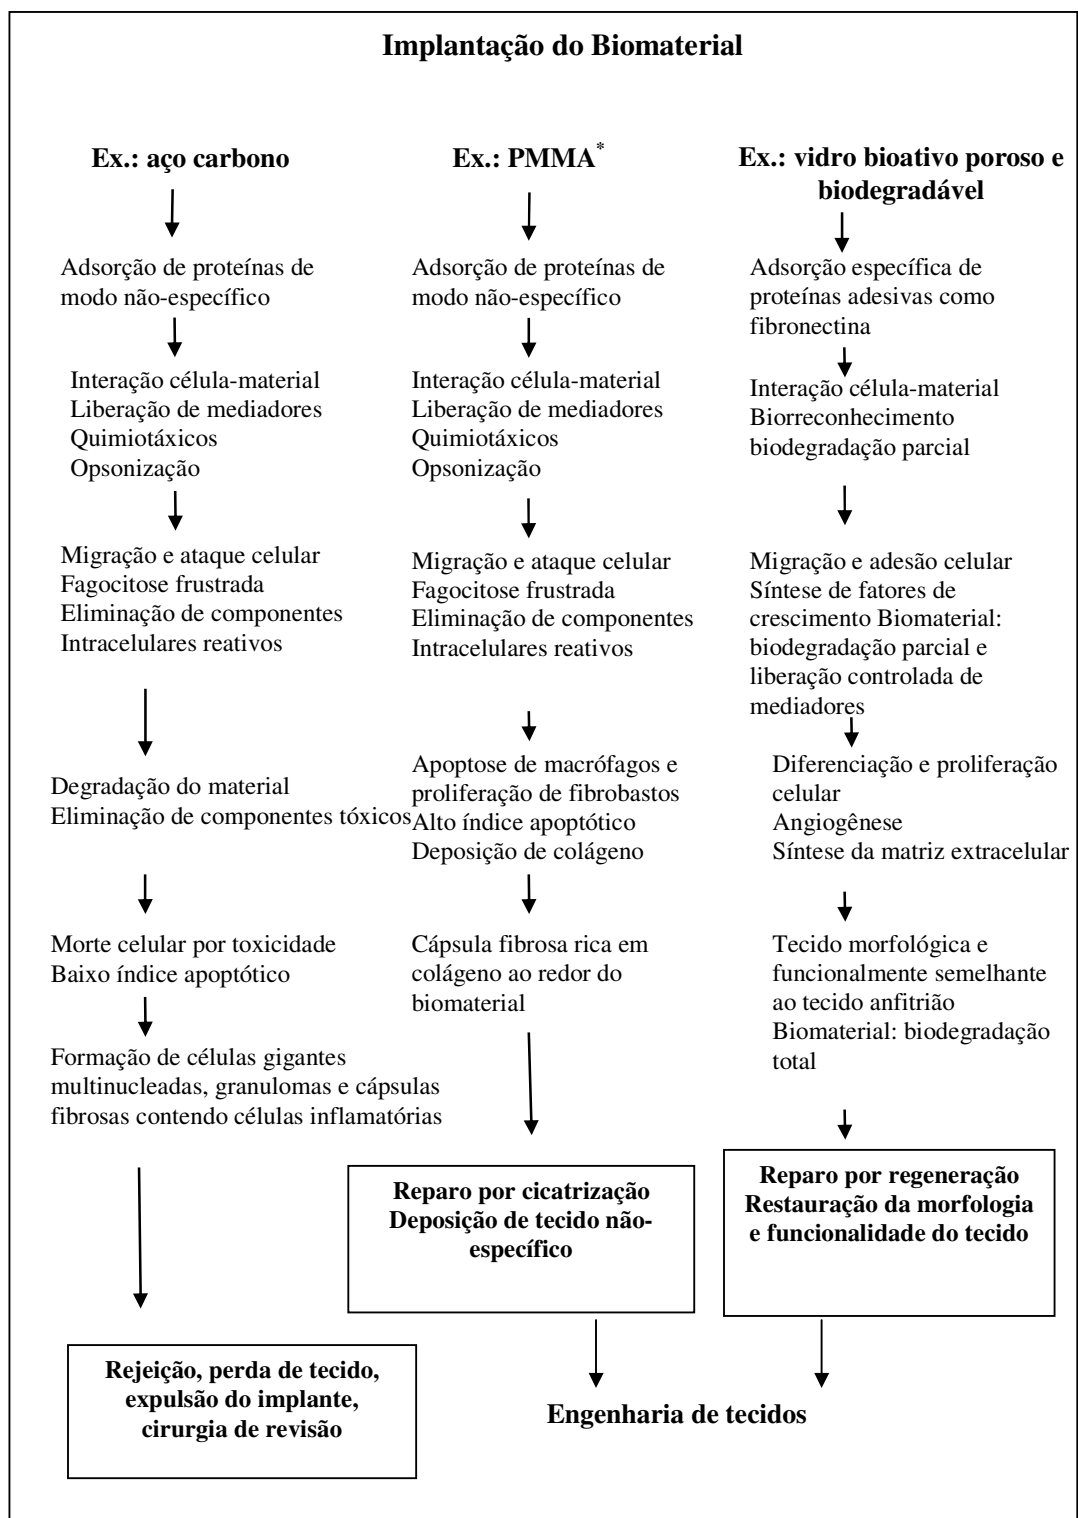 Implantação do Biomaterial
Ex.: aço carbono
Adsorção de proteínas de
modo não-específico
Interação célula-material
Liberação de mediadores
Quimiotáxicos
Opsonização
Migração e ataque celular
Fagocitose frustrada
Eliminação de componentes
Intracelulares reativos
Degradação do material
Eliminação de componentes tóxicos
Morte celular por toxicidade
Baixo índice apoptótico
Formação de células gigantes
multinucleadas, granulomas e cápsulas
fibrosas contendo células inflamatórias
Rejeição, perda de tecido,
expulsão do implante,
cirurgia de revisão
Ex.: PMMA*
Adsorção de proteínas de
modo não-específico
Interação célula-material
Liberação de mediadores
Quimiotáxicos
Opsonização
Migração e ataque celular
Fagocitose frustrada
Eliminação de componentes
Intracelulares reativos
Apoptose de macrófagos e
proliferação de fibrobastos
Alto índice apoptótico
Deposição de colágeno
Cápsula fibrosa rica em
colágeno ao redor do
biomaterial
Reparo por cicatrização
Deposição de tecido não-
específico
Ex.: vidro bioativo poroso e
biodegradável
Adsorção específica de
proteínas adesivas como
fibronectina
Interação célula-material
Biorreconhecimento
biodegradação parcial
Migração e adesão celular
Síntese de fatores de
crescimento Biomaterial:
biodegradação parcial e
liberação controlada de
mediadores
Diferenciação e proliferação
celular
Angiogênese
Síntese da matriz extracelular
Tecido morfológica e
funcionalmente semelhante
ao tecido anfitrião
Biomaterial: biodegradação
total
Reparo por regeneração
Restauração da morfologia
e funcionalidade do tecido
Engenharia de tecidos